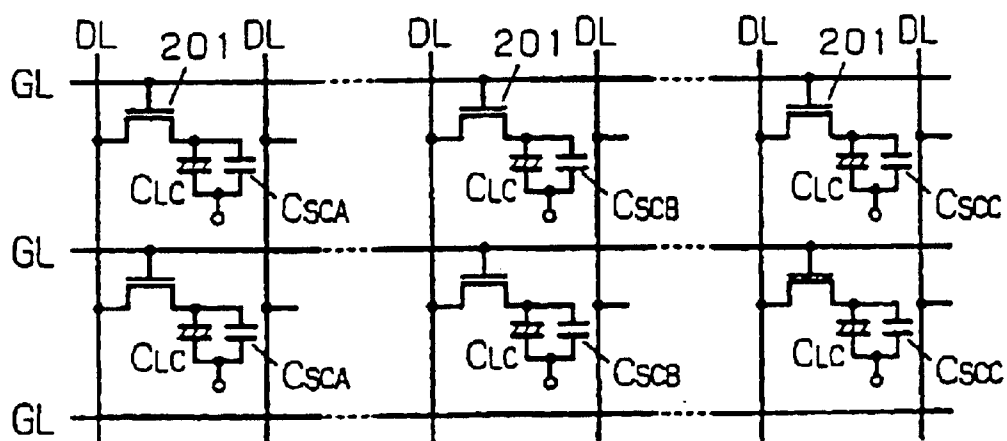 DL 201 DL DL 201 DL DL 201 DL
GL
CLC CSCA CLC CSCB CLC CSCC
GL
CLC CSCA CLC CSCB CLC CSCC
GL